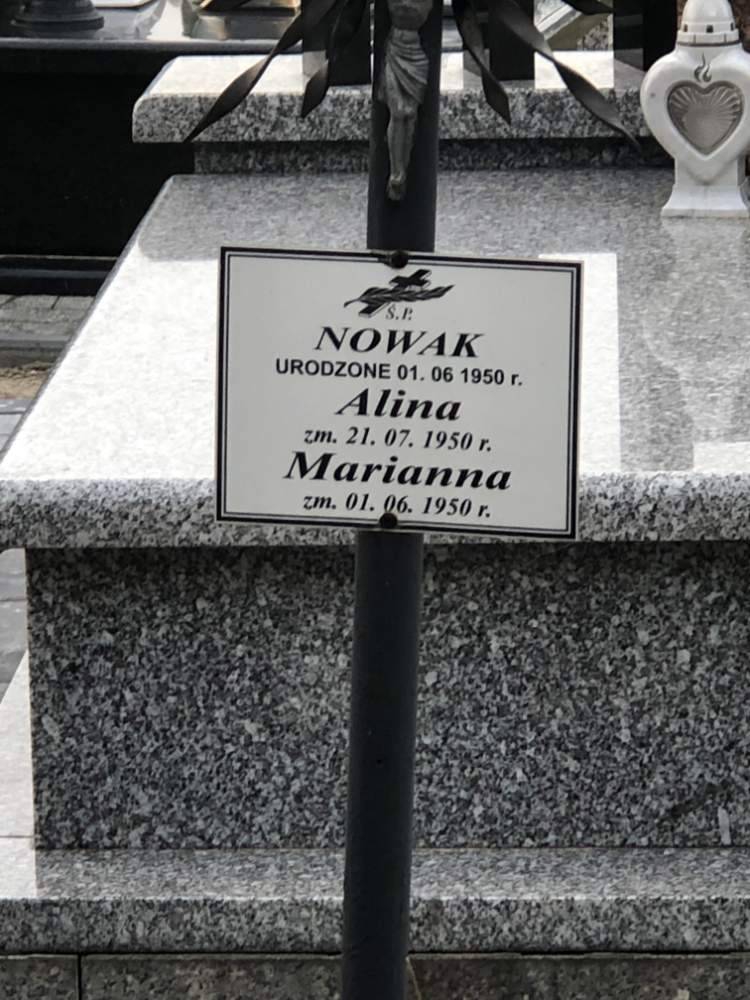 Ś.P.
NOWAK
URODZONE 01. 06 1950 r.
Alina
zm. 21. 07. 1950 r.
Marianna
zm. 01. 06. 1950 r.